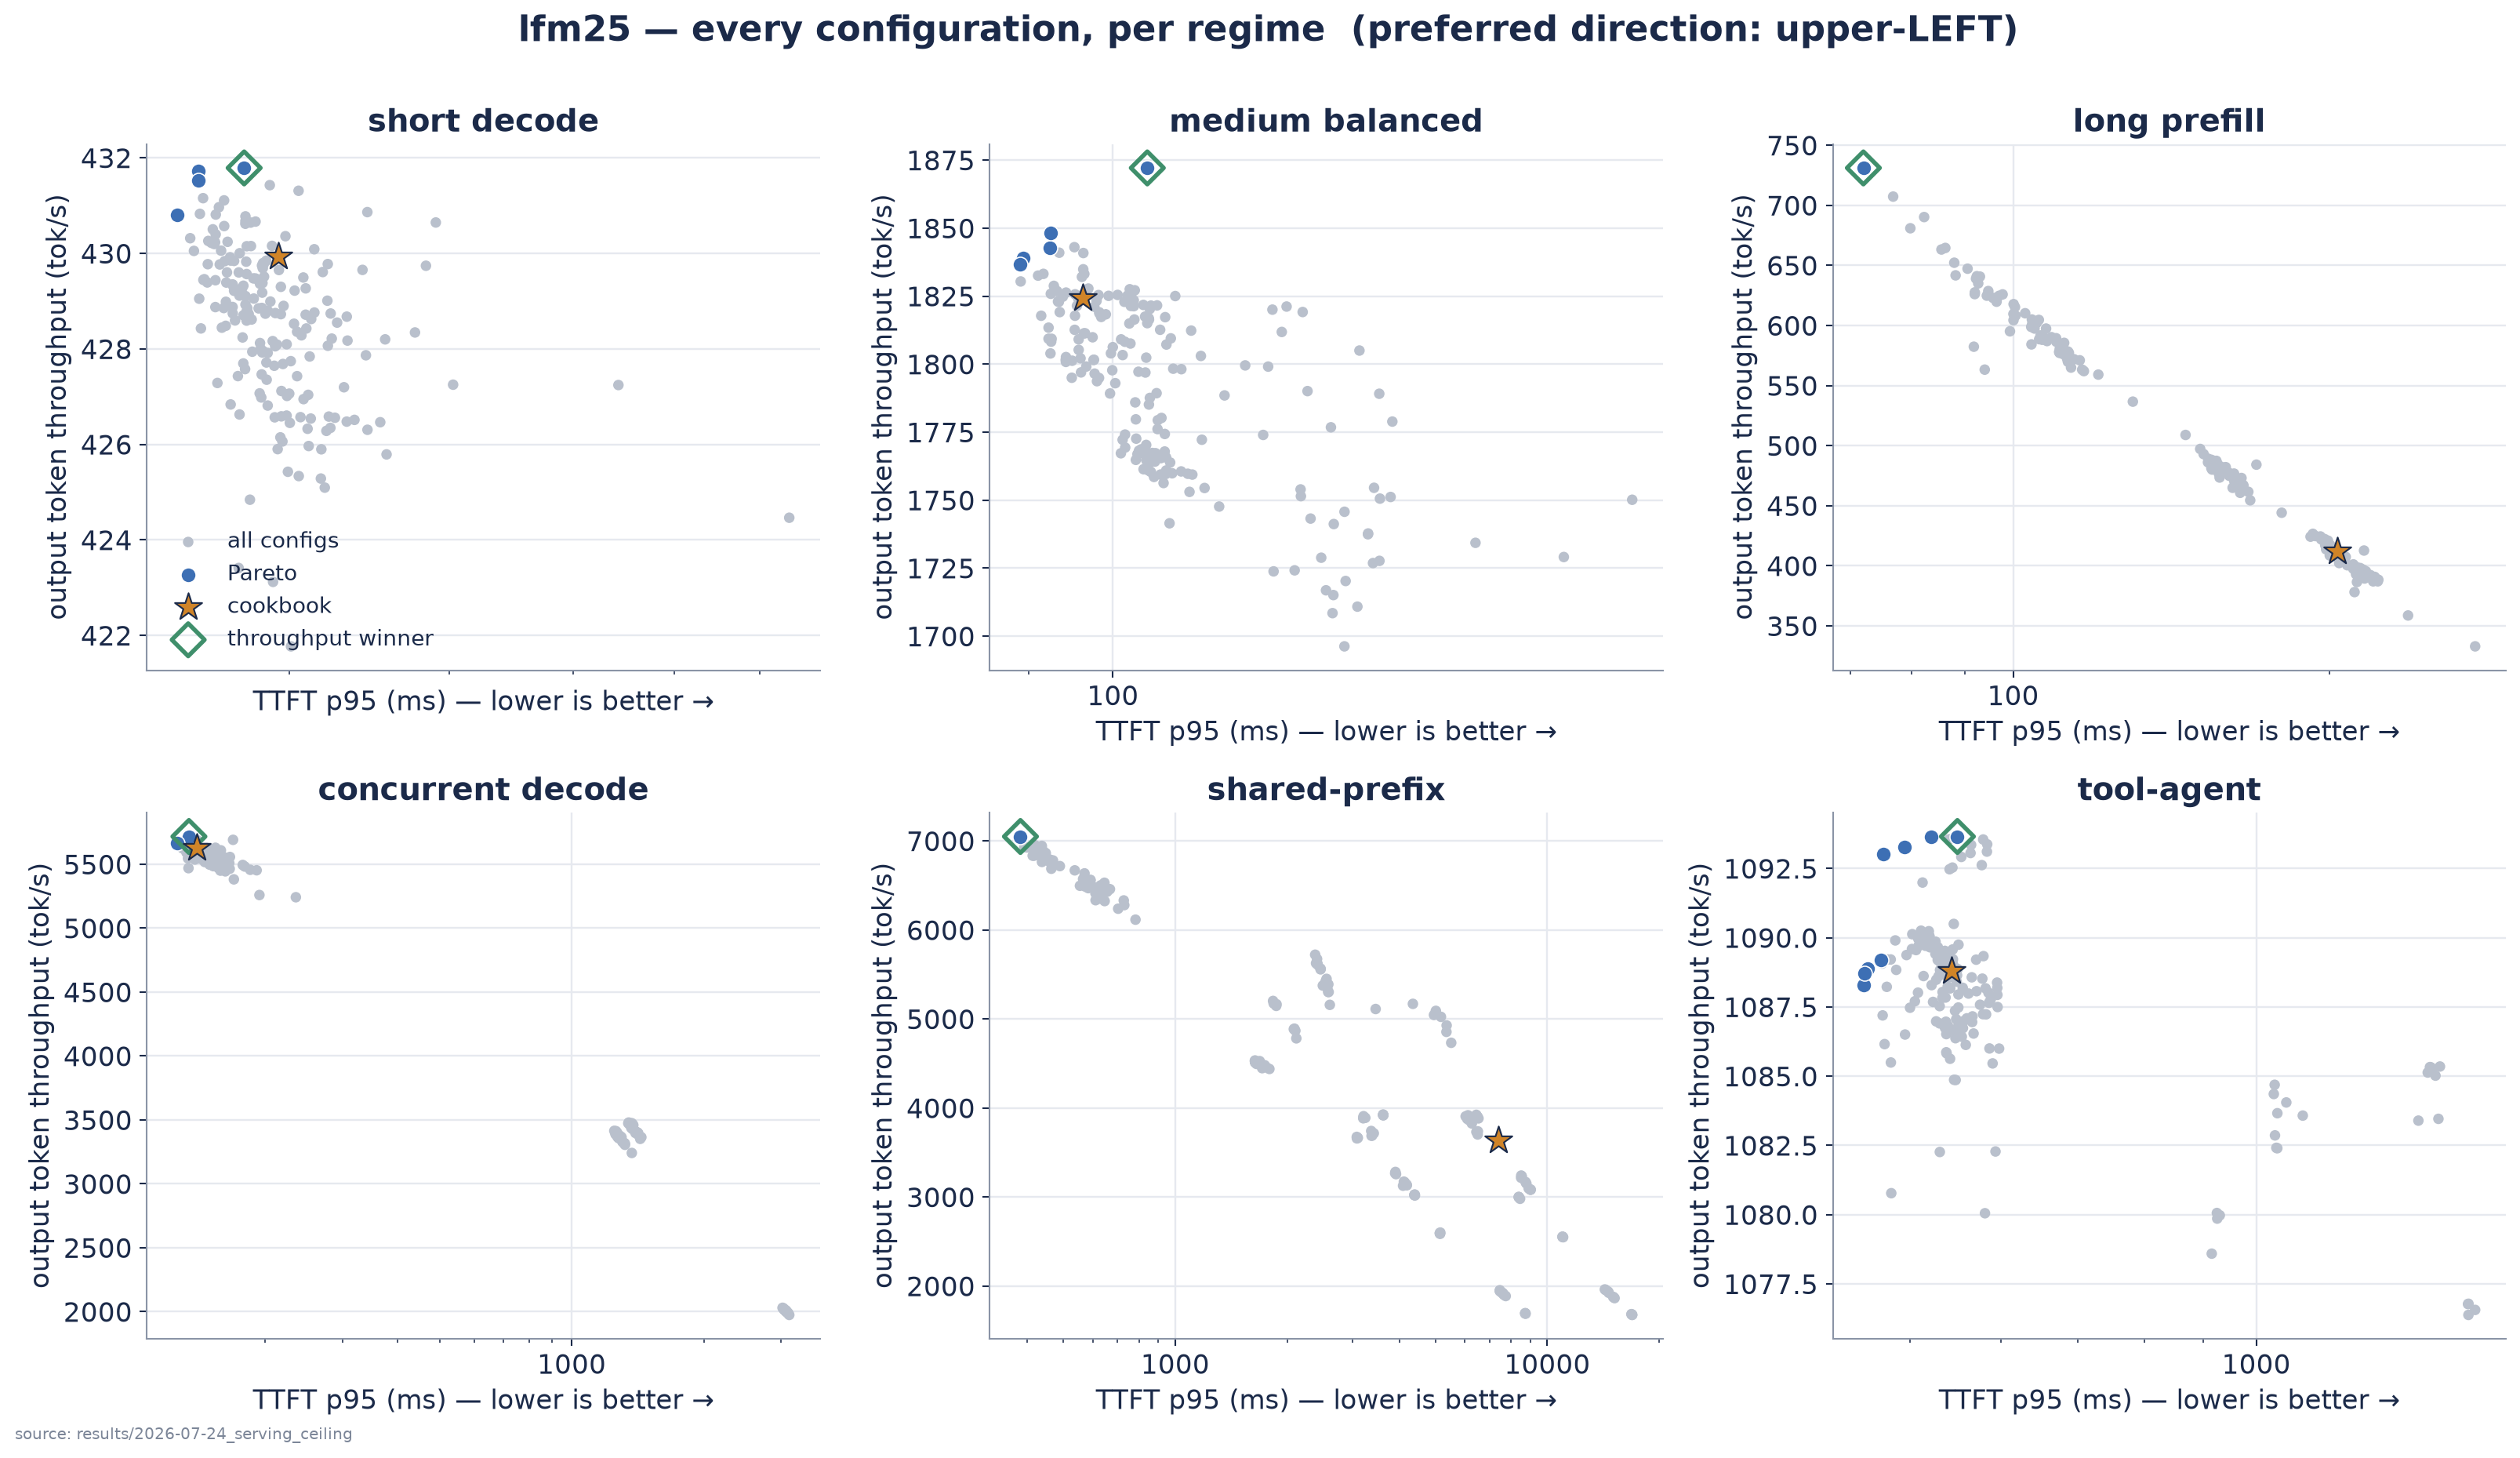 lfm25 — every configuration, per regime  (preferred direction: upper-LEFT)
short decode
432
430
428
426
424
422
output token throughput (tok/s)
all configs
Pareto
cookbook
throughput winner
TTFT p95 (ms) — lower is better →
medium balanced
1875
1850
1825
1800
1775
1750
1725
1700
output token throughput (tok/s)
100
TTFT p95 (ms) — lower is better →
long prefill
750
700
650
600
550
500
450
400
350
output token throughput (tok/s)
100
TTFT p95 (ms) — lower is better →
concurrent decode
5500
5000
4500
4000
3500
3000
2500
2000
output token throughput (tok/s)
1000
TTFT p95 (ms) — lower is better →
shared-prefix
7000
6000
5000
4000
3000
2000
output token throughput (tok/s)
1000
10000
TTFT p95 (ms) — lower is better →
tool-agent
1092.5
1090.0
1087.5
1085.0
1082.5
1080.0
1077.5
output token throughput (tok/s)
1000
TTFT p95 (ms) — lower is better →
source: results/2026-07-24_serving_ceiling